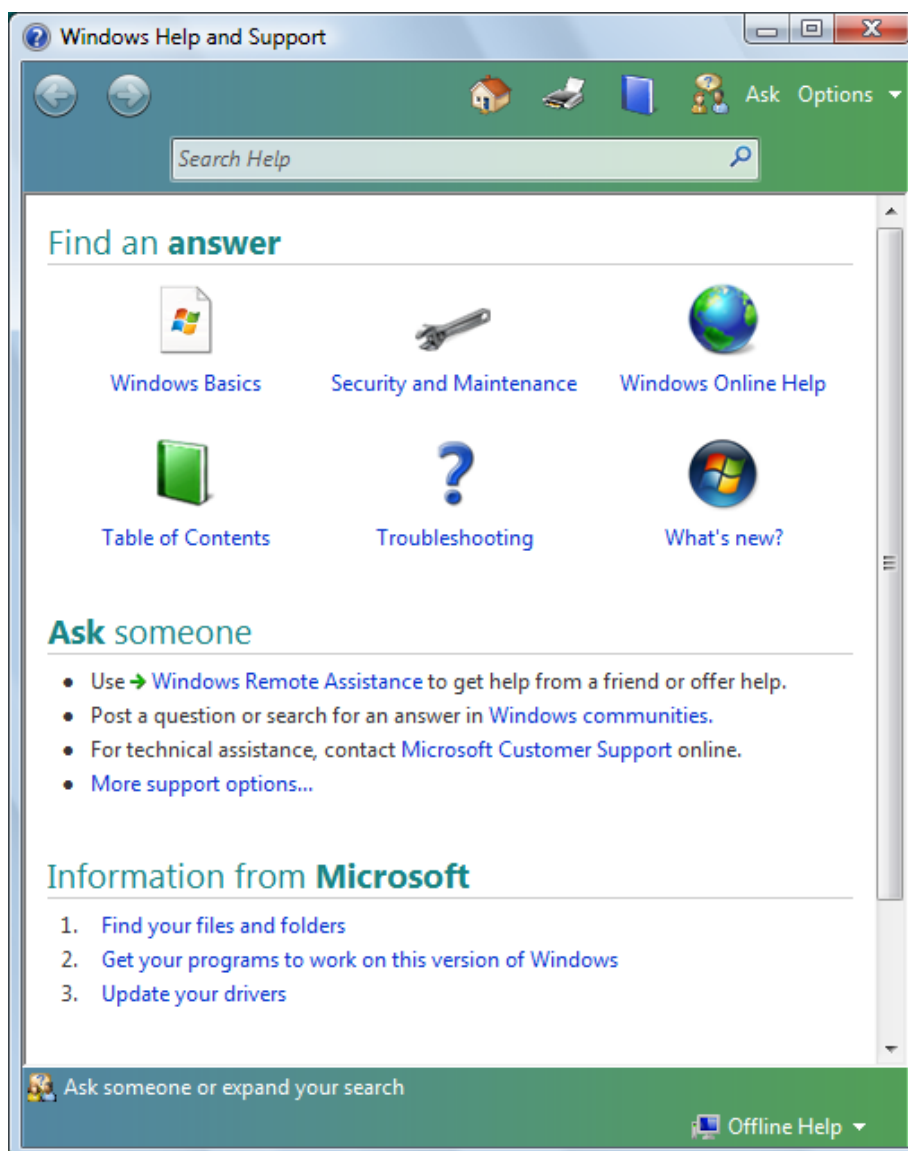 Windows Help and Support
Ask Options
Search Help
Find an answer
Windows Basics Security and Maintenance Windows Online Help
Table of Contents Troubleshooting What's new?
Ask someone
• Use → Windows Remote Assistance to get help from a friend or offer help.
• Post a question or search for an answer in Windows communities.
• For technical assistance, contact Microsoft Customer Support online.
• More support options...
Information from Microsoft
1. Find your files and folders
2. Get your programs to work on this version of Windows
3. Update your drivers
Ask someone or expand your search
Offline Help